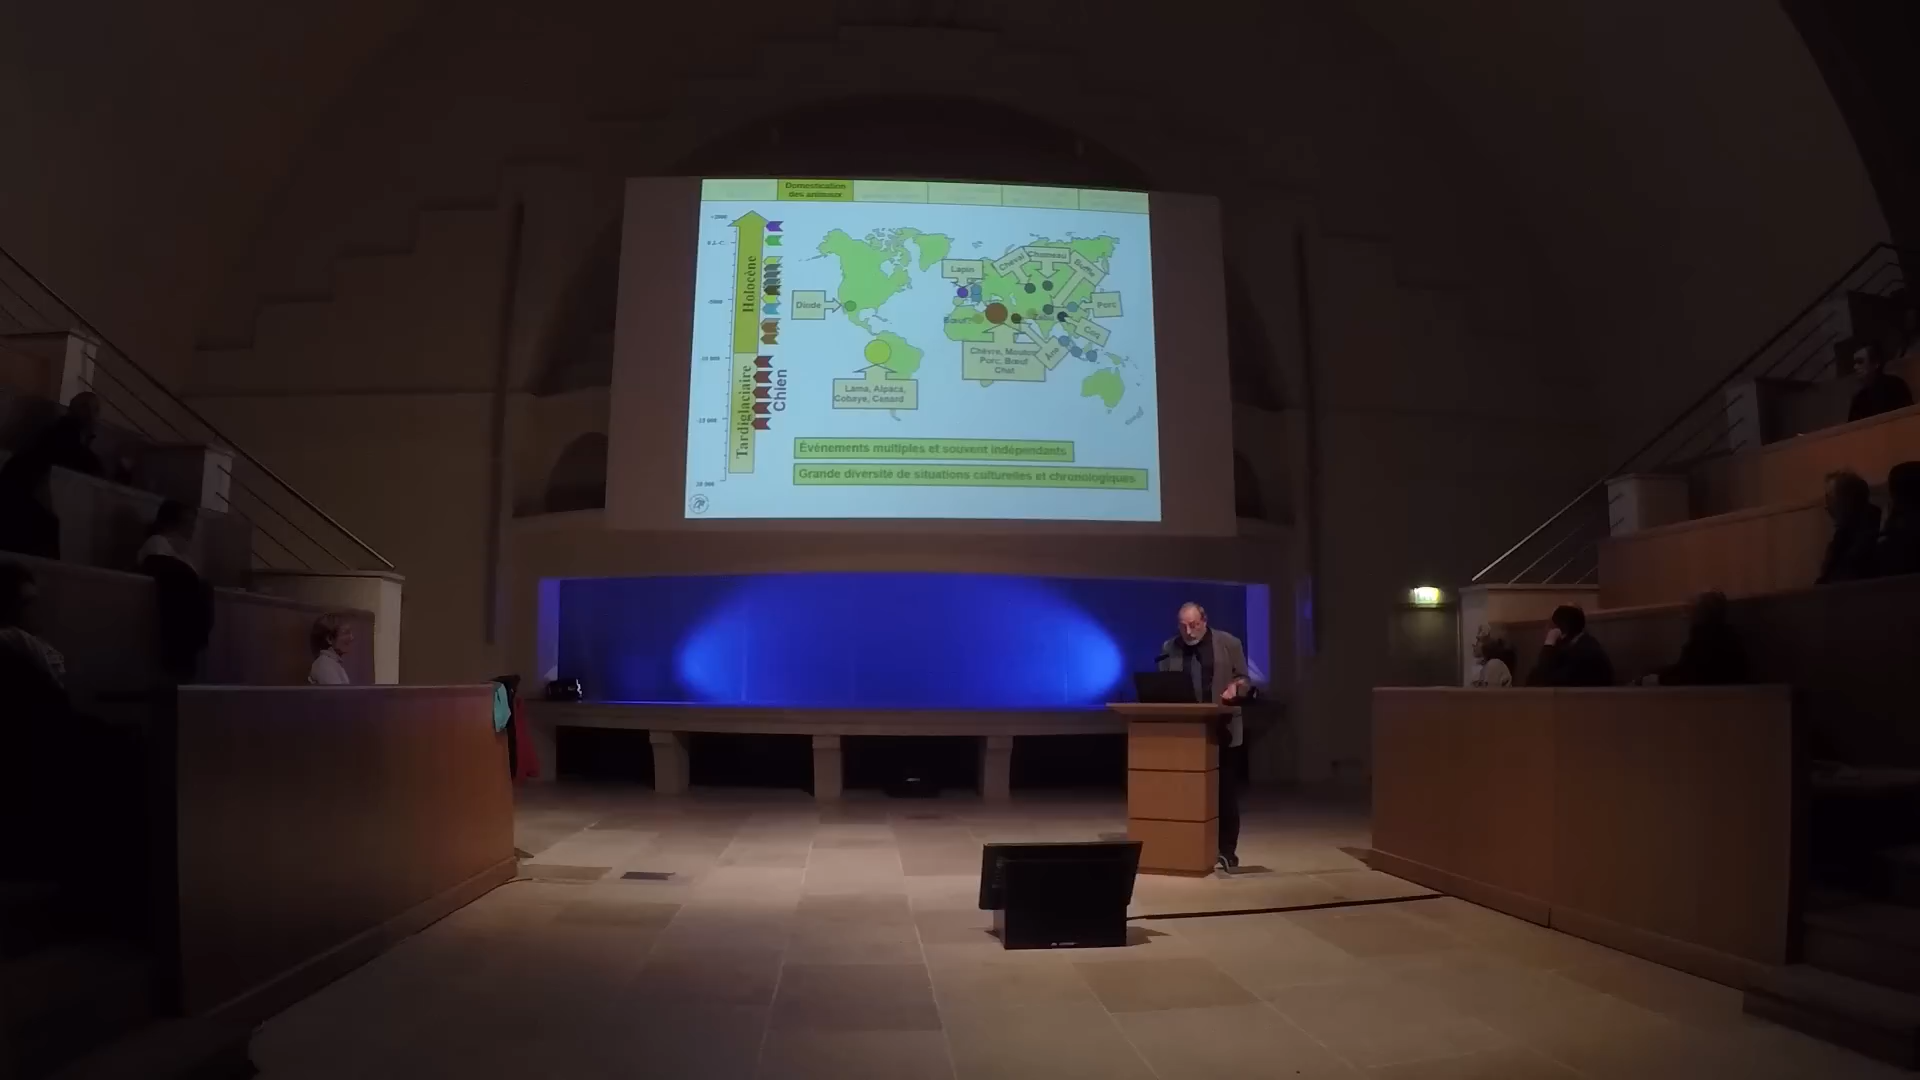 Domestication
des animaux
Holocène
Tardiglaciaire
Chien
Lapin
Cheval
Chameau
Buffle
Porc
Coq
Âne
Bœuf
Chèvre, Mouton
Porc, Bœuf
Chat
Lama, Alpaca,
Cobaye, Canard
Événements multiples et souvent indépendants
Grande diversité de situations culturelles et chronologiques